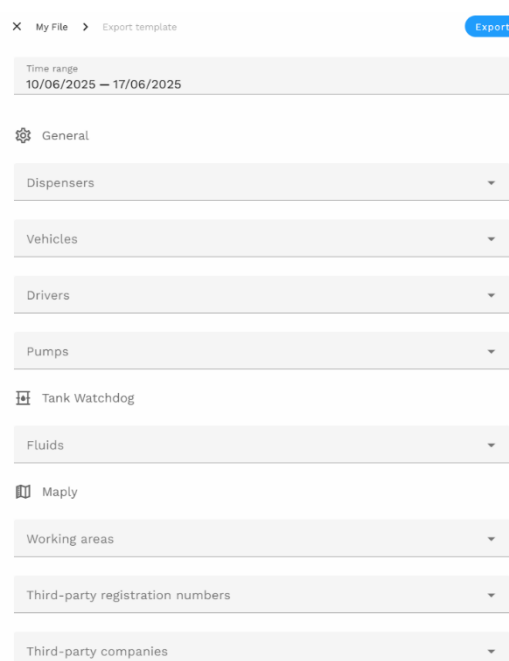 My File Export template Export
Time range
10/06/2025 — 17/06/2025
General
Dispensers
Vehicles
Drivers
Pumps
Tank Watchdog
Fluids
Maply
Working areas
Third-party registration numbers
Third-party companies